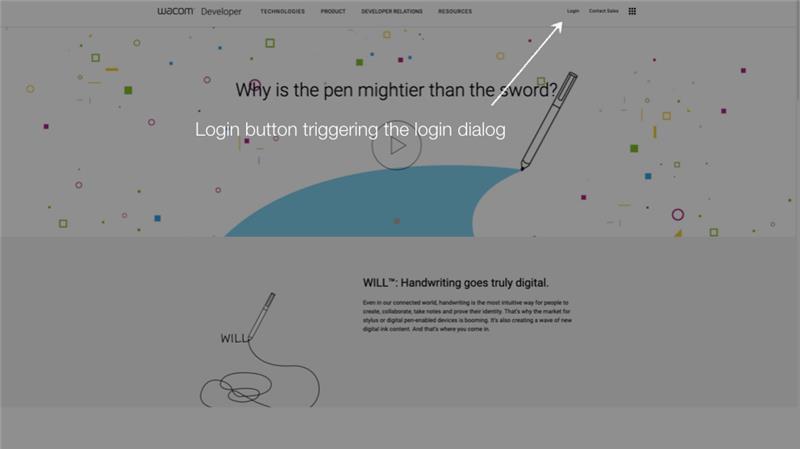 wacom Developer TECHNOLOGIES PRODUCT DEVELOPER RELATIONS RESOURCES Login Contact Sales
Why is the pen mightier than the sword?
Login button triggering the login dialog
WILL™: Handwriting goes truly digital.
Even in our connected world, handwriting is the most intuitive way for people to
create, collaborate, take notes and prove their identity. That's why the market for
stylus or digital pen-enabled devices is booming. It's also creating a wave of new
digital ink content. And that's where you come in.
WILL